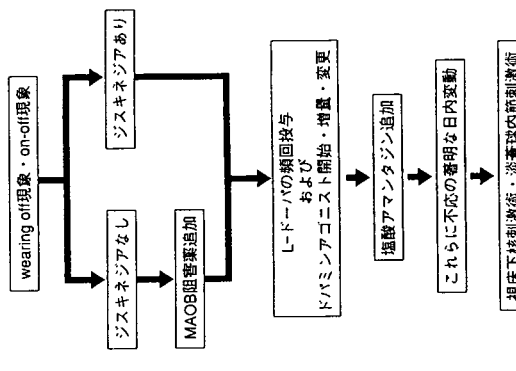 wearing off現象・on-off現象
ジスキネジアなし
ジスキネジアあり
MAOB阻害薬追加
L-ドーパの頻回投与
および
ドパミンアゴニスト開始・増量・変更
塩酸アマンタジン追加
これらに不応の著明な日内変動
視床下核刺激術・淡蒼球内節刺激術